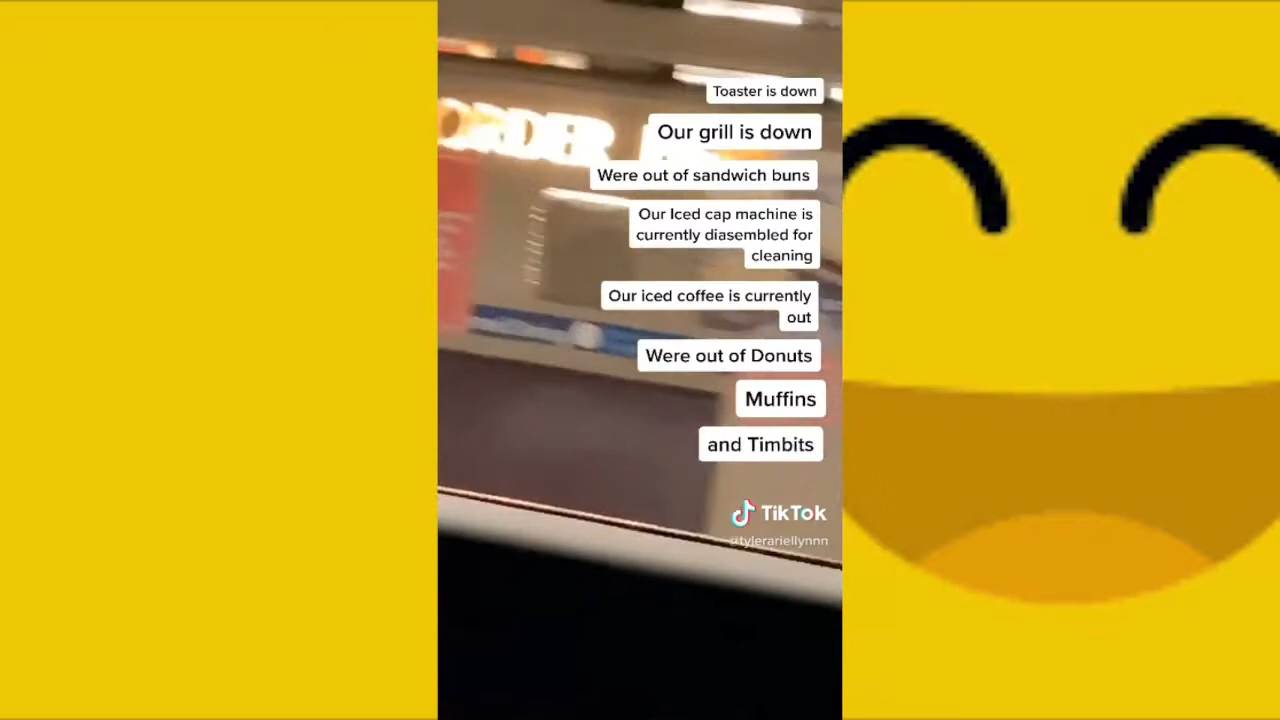 Toaster is down
ORDER
Our grill is down
Were out of sandwich buns
Our Iced cap machine is
currently diasembled for
cleaning
Our iced coffee is currently
out
Were out of Donuts
Muffins
and Timbits
TikTok
@tylerariellynnn